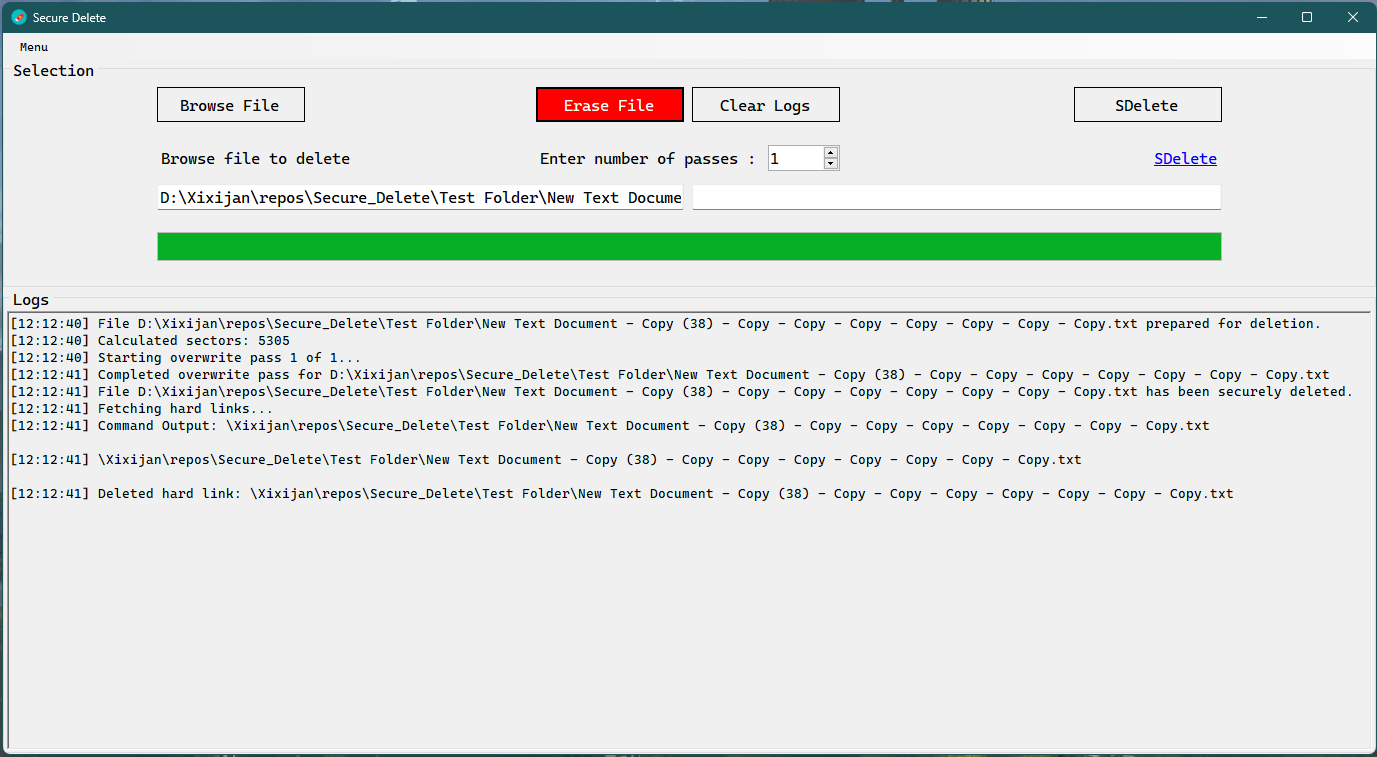 Secure Delete
Menu
Selection
Browse File
Erase File
Clear Logs
SDelete
Browse file to delete
Enter number of passes :
1
SDelete
D:\Xixijan\repos\Secure_Delete\Test Folder\New Text Docume
Logs
[12:12:40] File D:\Xixijan\repos\Secure_Delete\Test Folder\New Text Document - Copy (38) - Copy - Copy - Copy - Copy - Copy - Copy - Copy.txt prepared for deletion.
[12:12:40] Calculated sectors: 5305
[12:12:40] Starting overwrite pass 1 of 1...
[12:12:41] Completed overwrite pass for D:\Xixijan\repos\Secure_Delete\Test Folder\New Text Document - Copy (38) - Copy - Copy - Copy - Copy - Copy - Copy - Copy.txt
[12:12:41] File D:\Xixijan\repos\Secure_Delete\Test Folder\New Text Document - Copy (38) - Copy - Copy - Copy - Copy - Copy - Copy - Copy.txt has been securely deleted.
[12:12:41] Fetching hard links...
[12:12:41] Command Output: \Xixijan\repos\Secure_Delete\Test Folder\New Text Document - Copy (38) - Copy - Copy - Copy - Copy - Copy - Copy - Copy.txt
[12:12:41] \Xixijan\repos\Secure_Delete\Test Folder\New Text Document - Copy (38) - Copy - Copy - Copy - Copy - Copy - Copy - Copy.txt
[12:12:41] Deleted hard link: \Xixijan\repos\Secure_Delete\Test Folder\New Text Document - Copy (38) - Copy - Copy - Copy - Copy - Copy - Copy - Copy.txt